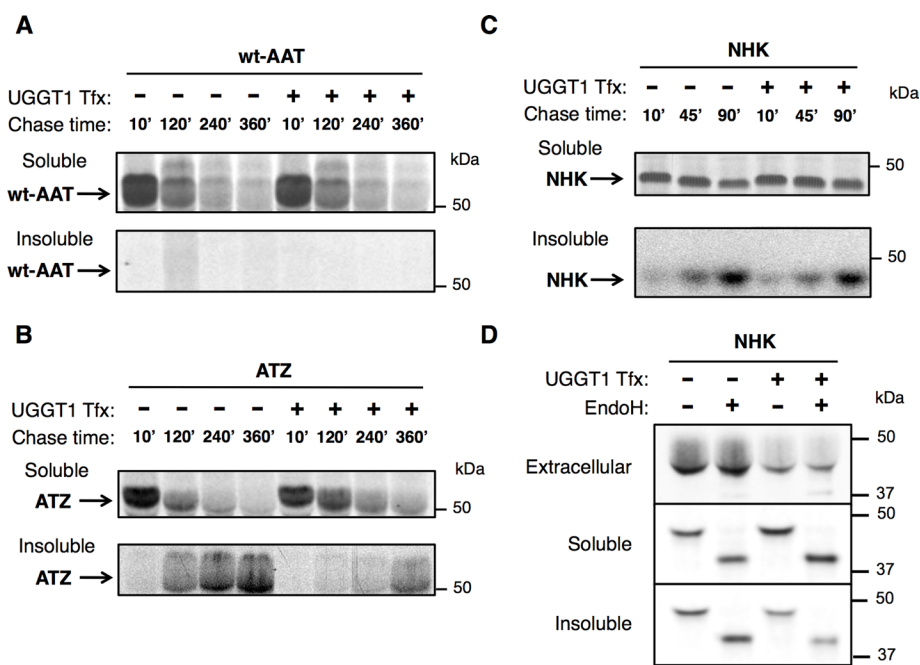 A
wt-AAT
UGGT1 Tfx: – – – – + + + +
Chase time: 10’ 120’ 240’ 360’ 10’ 120’ 240’ 360’
Soluble
kDa
wt-AAT
50
Insoluble
wt-AAT
50
B
ATZ
UGGT1 Tfx: – – – – + + + +
Chase time: 10’ 120’ 240’ 360’ 10’ 120’ 240’ 360’
Soluble
kDa
ATZ
50
Insoluble
ATZ
50
C
NHK
UGGT1 Tfx: – – – + + +
kDa
Chase time: 10’ 45’ 90’ 10’ 45’ 90’
Soluble
50
NHK
Insoluble
50
NHK
D
NHK
UGGT1 Tfx: – – + +
kDa
EndoH: – + – +
50
Extracellular
37
50
Soluble
37
50
Insoluble
37